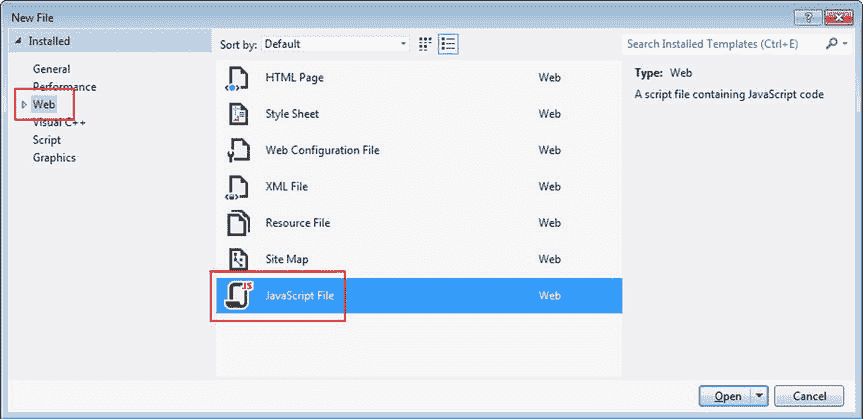 New File
Installed
General
Performance
Web
Visual C++
Script
Graphics
Sort by: Default
HTML Page Web
Style Sheet Web
Web Configuration File Web
XML File Web
Resource File Web
Site Map Web
JS
JavaScript File Web
Search Installed Templates (Ctrl+E)
Type: Web
A script file containing JavaScript code
Open
Cancel